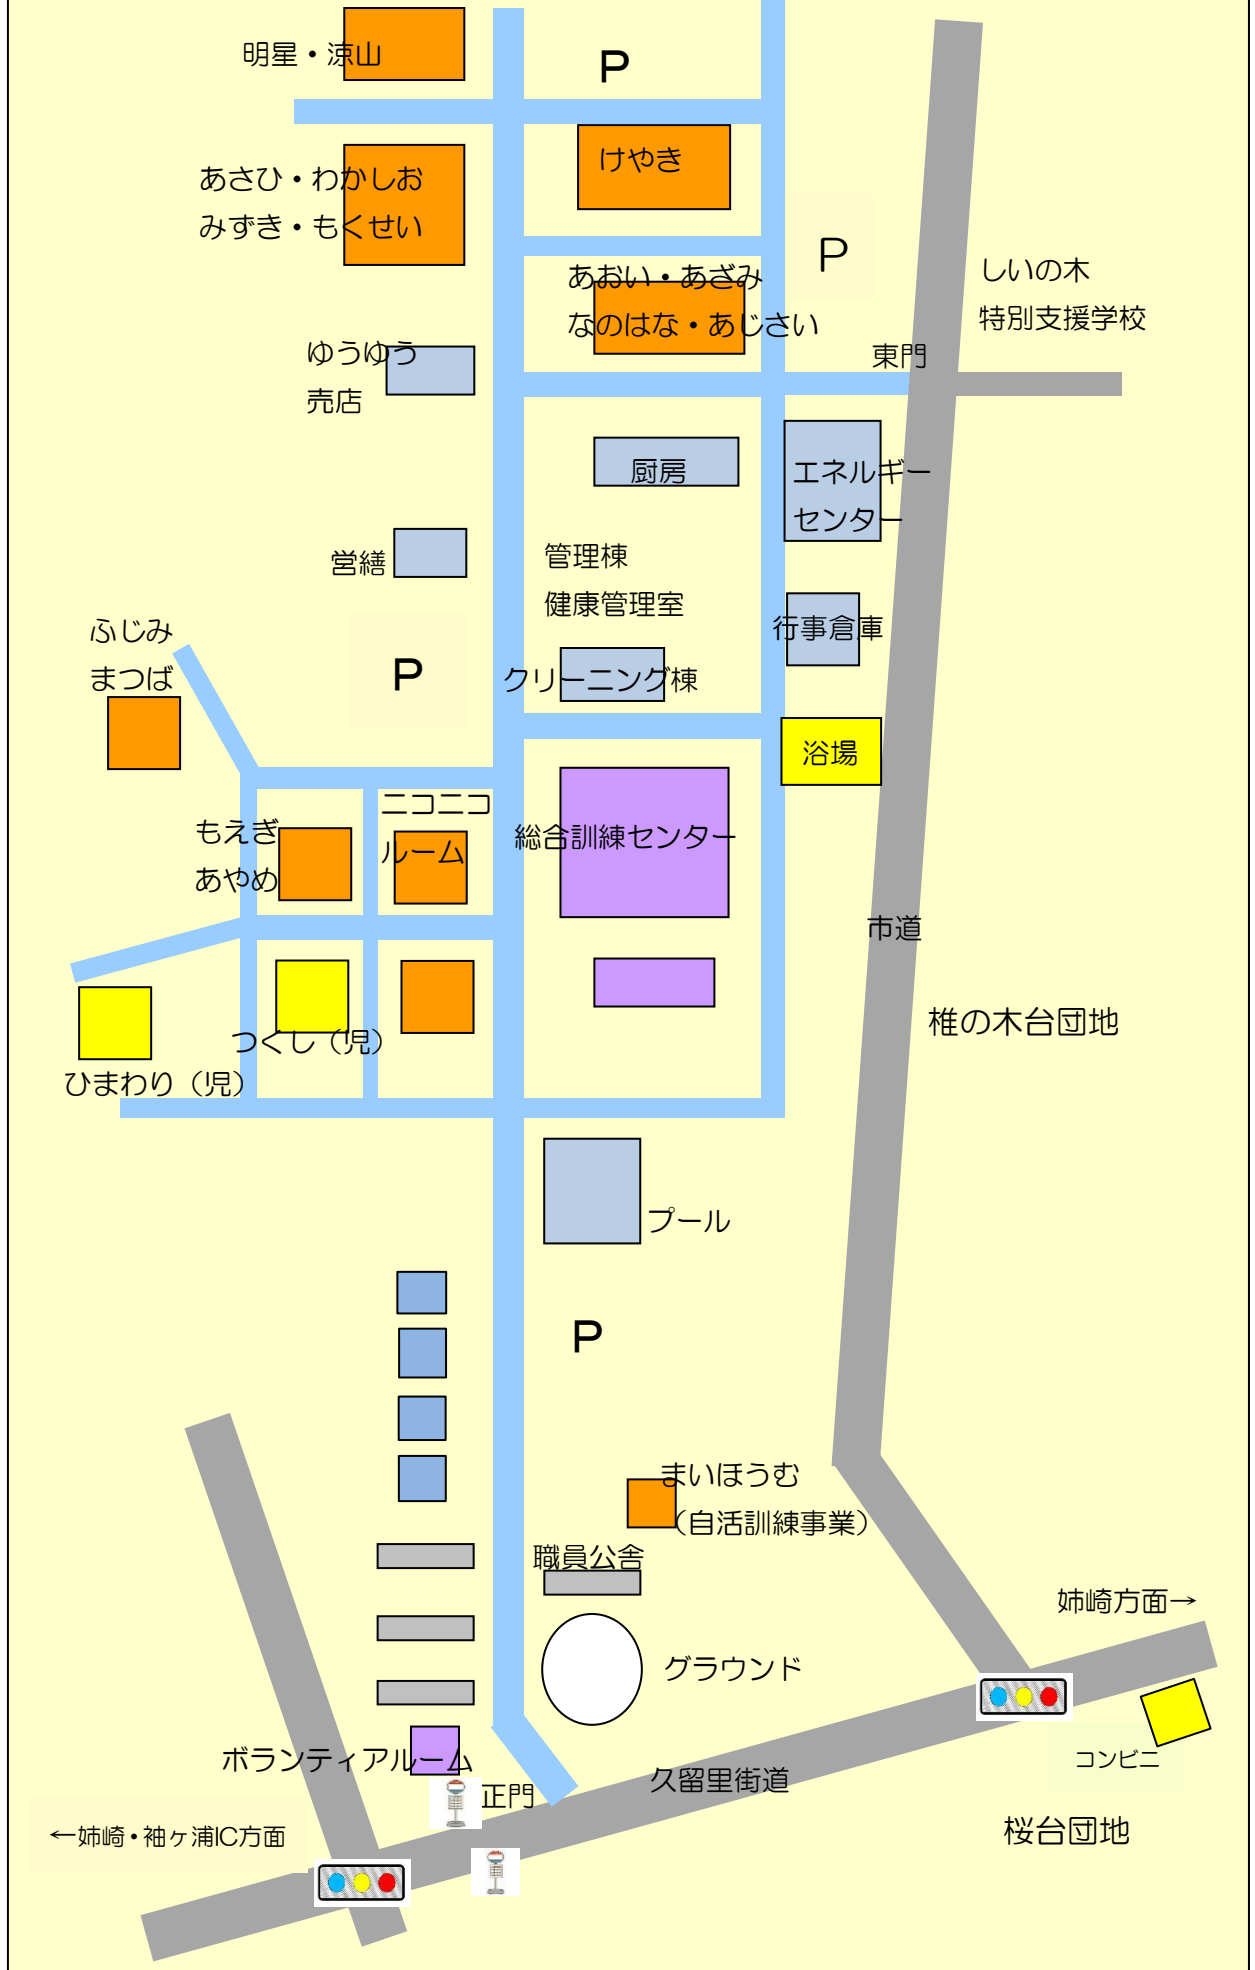 明星・涼山
P
けやき
あさひ・わかしお
みずき・もくせい
P
あおい・あざみ
なのはな・あじさい
しいの木
特別支援学校
東門
ゆうゆう
売店
厨房
エネルギー
センター
営繕
管理棟
健康管理室
行事倉庫
ふじみ
まつば
P
クリーニング棟
浴場
ニコニコ
ルーム
もえぎ
あやめ
総合訓練センター
市道
椎の木台団地
つくし（児）
ひまわり（児）
プール
P
まいほうむ
（自活訓練事業）
職員公舎
姉崎方面→
グラウンド
ボランティアルーム
正門
久留里街道
コンビニ
←姉崎・袖ヶ浦IC方面
桜台団地